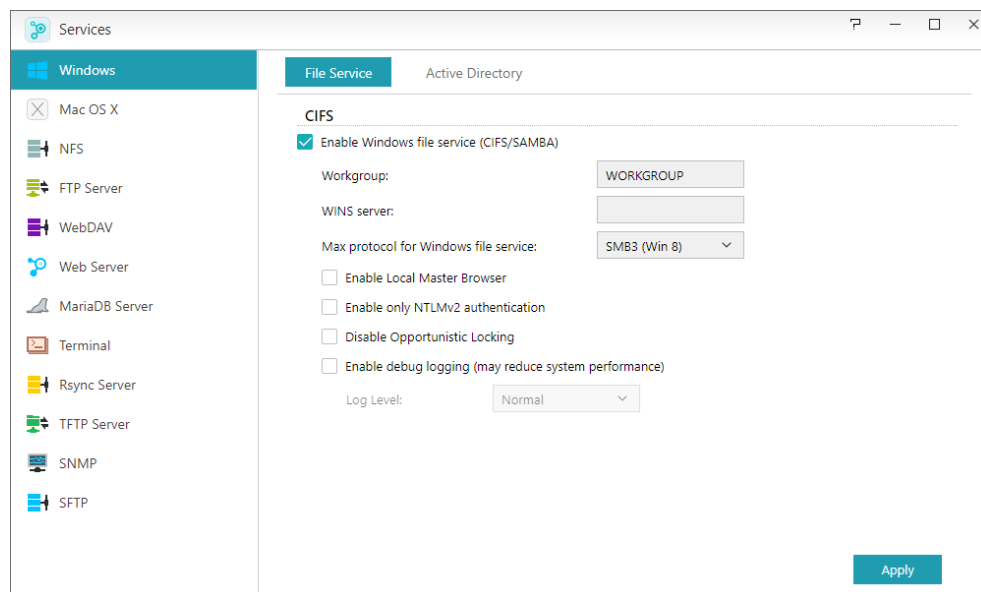 Services
Windows
Mac OS X
NFS
FTP Server
WebDAV
Web Server
MariaDB Server
Terminal
Rsync Server
TFTP Server
SNMP
SFTP
File Service
Active Directory
CIFS
Enable Windows file service (CIFS/SAMBA)
Workgroup: WORKGROUP
WINS server:
Max protocol for Windows file service: SMB3 (Win 8)
Enable Local Master Browser
Enable only NTLMv2 authentication
Disable Opportunistic Locking
Enable debug logging (may reduce system performance)
Log Level: Normal
Apply